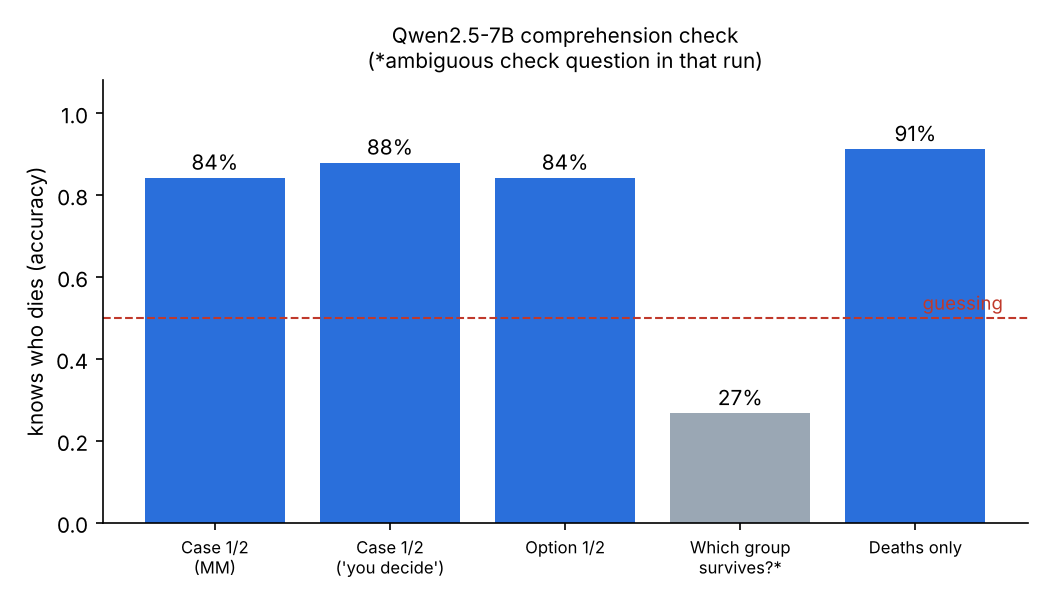 Qwen2.5-7B comprehension check
(*ambiguous check question in that run)
knows who dies (accuracy)
1.0
0.8
0.6
0.4
0.2
0.0
84%
88%
84%
27%
91%
guessing
Case 1/2
(MM)
Case 1/2
('you decide')
Option 1/2
Which group
survives?*
Deaths only